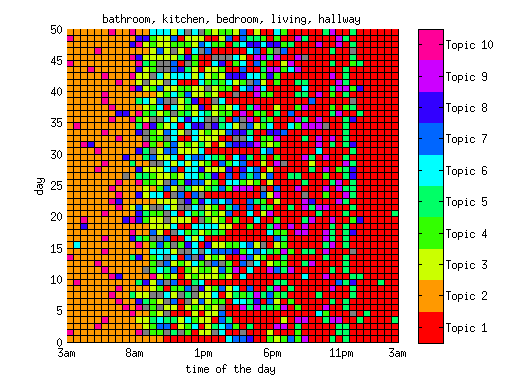 bathroom, kitchen, bedroom, living, hallway
50
45
40
35
30
25
20
15
10
5
0
day
3am 8am 1pm 6pm 11pm 3am
time of the day
Topic 10
Topic 9
Topic 8
Topic 7
Topic 6
Topic 5
Topic 4
Topic 3
Topic 2
Topic 1